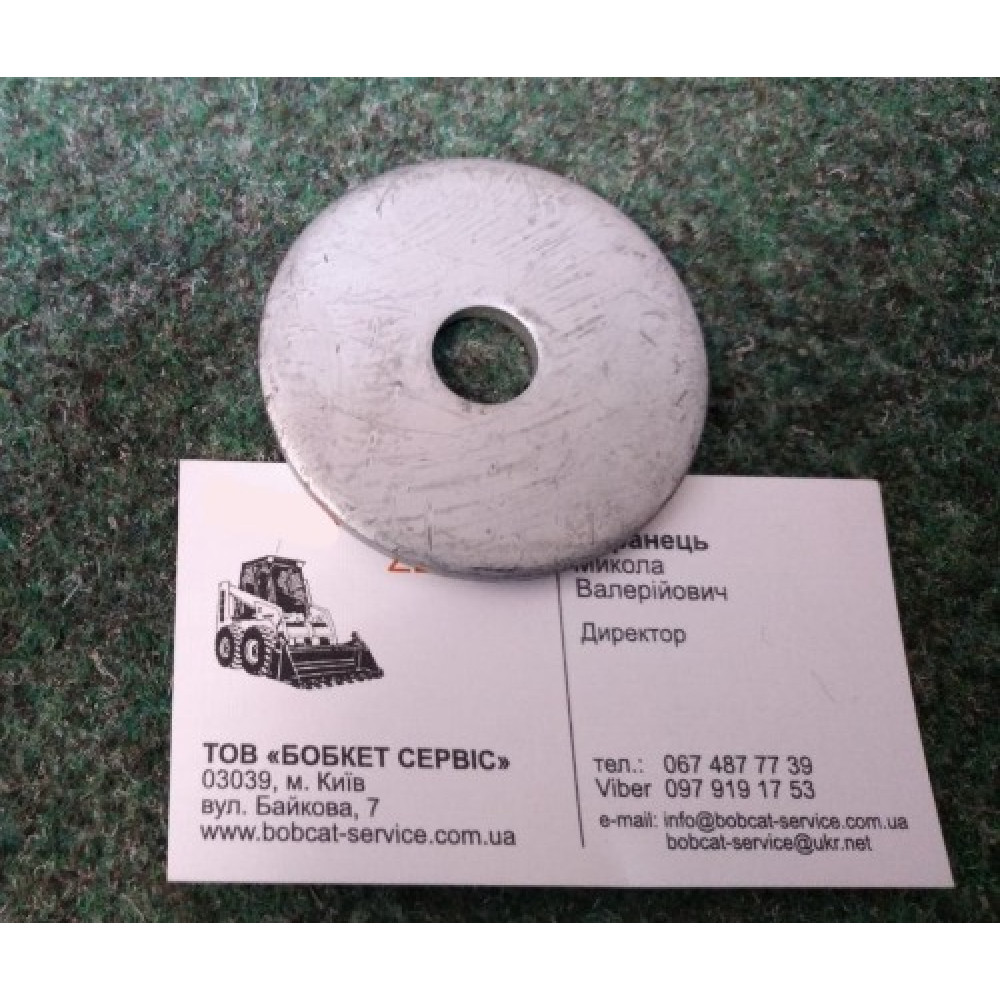 Микола
Валерійович
Директор
ТОВ «БОБКЕТ СЕРВІС»
03039, м. Київ
вул. Байкова, 7
www.bobcat-service.com.ua
тел.: 067 487 77 39
Viber 097 919 17 53
e-mail: info@bobcat-service.com.ua
bobcat-service@ukr.net